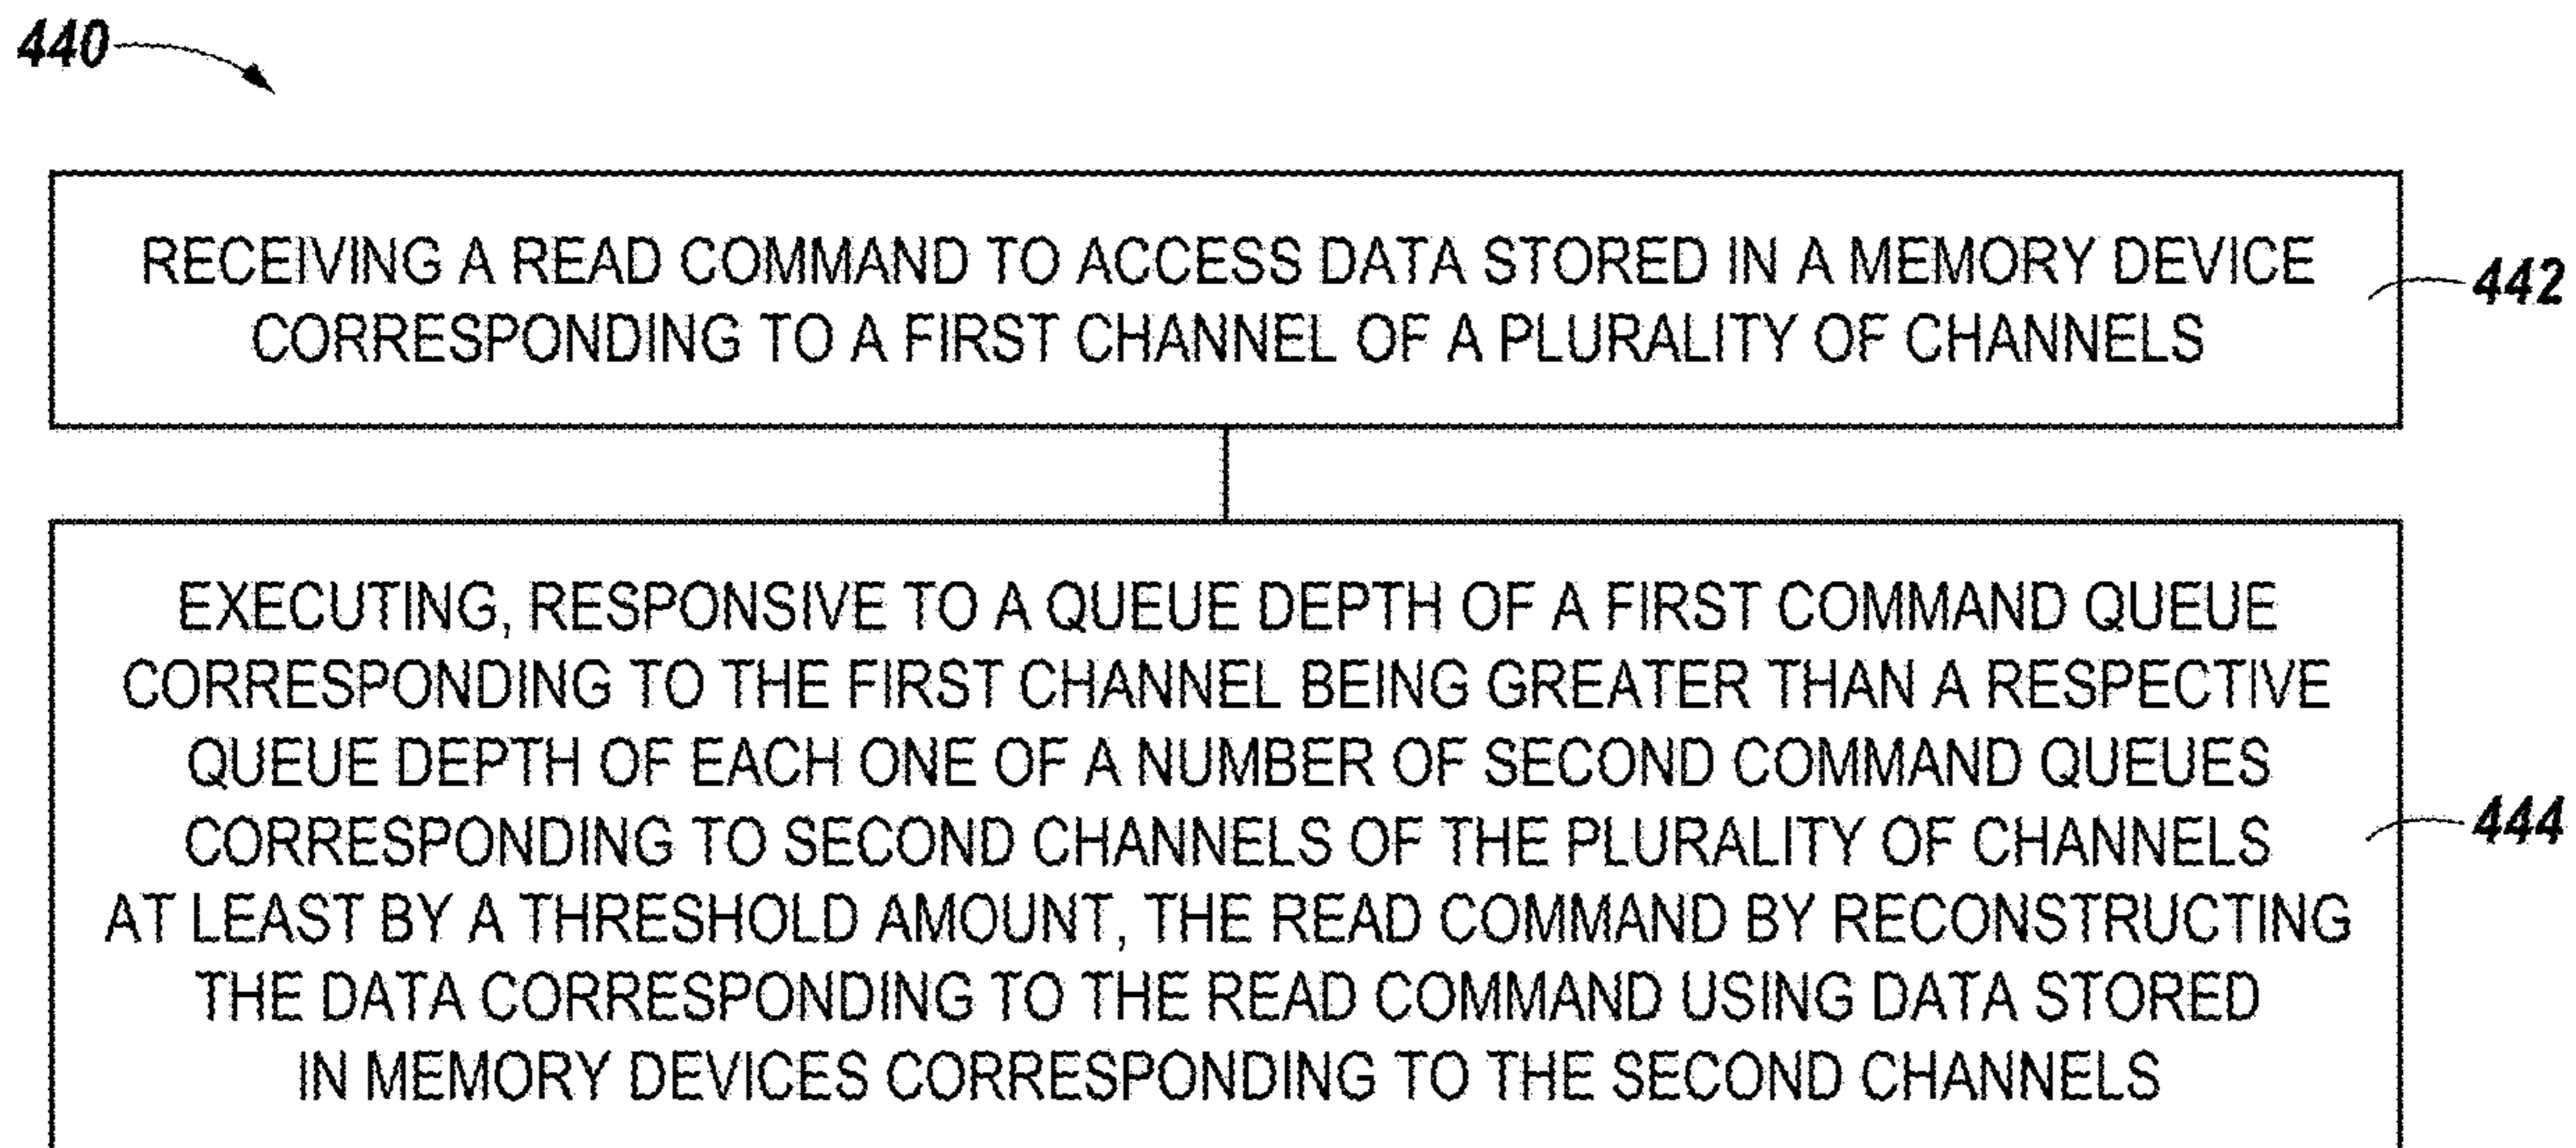 440
RECEIVING A READ COMMAND TO ACCESS DATA STORED IN A MEMORY DEVICE
CORRESPONDING TO A FIRST CHANNEL OF A PLURALITY OF CHANNELS
442
EXECUTING, RESPONSIVE TO A QUEUE DEPTH OF A FIRST COMMAND QUEUE
CORRESPONDING TO THE FIRST CHANNEL BEING GREATER THAN A RESPECTIVE
QUEUE DEPTH OF EACH ONE OF A NUMBER OF SECOND COMMAND QUEUES
CORRESPONDING TO SECOND CHANNELS OF THE PLURALITY OF CHANNELS
AT LEAST BY A THRESHOLD AMOUNT, THE READ COMMAND BY RECONSTRUCTING
THE DATA CORRESPONDING TO THE READ COMMAND USING DATA STORED
IN MEMORY DEVICES CORRESPONDING TO THE SECOND CHANNELS
444